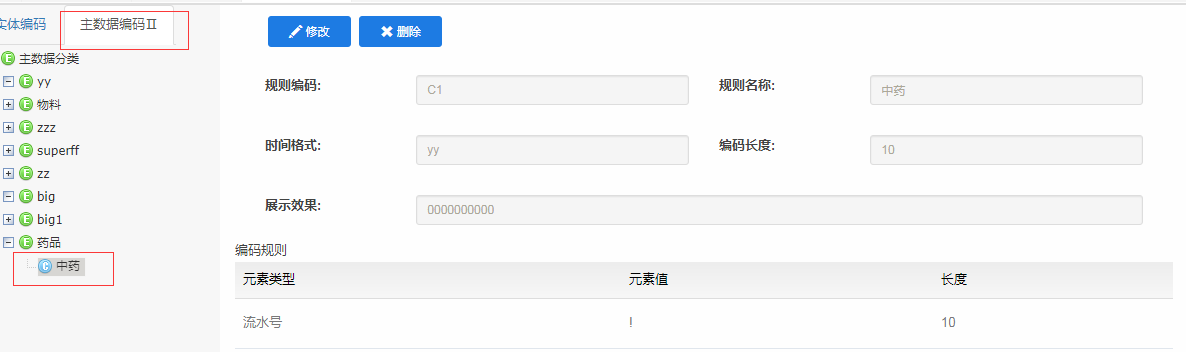 实体编码 主数据编码Ⅱ
主数据分类
yy
物料
zzz
superff
zz
big
big1
药品
中药
修改 删除
规则编码: C1 规则名称: 中药
时间格式: yy 编码长度: 10
展示效果: 0000000000
编码规则
元素类型 元素值 长度
流水号 ! 10